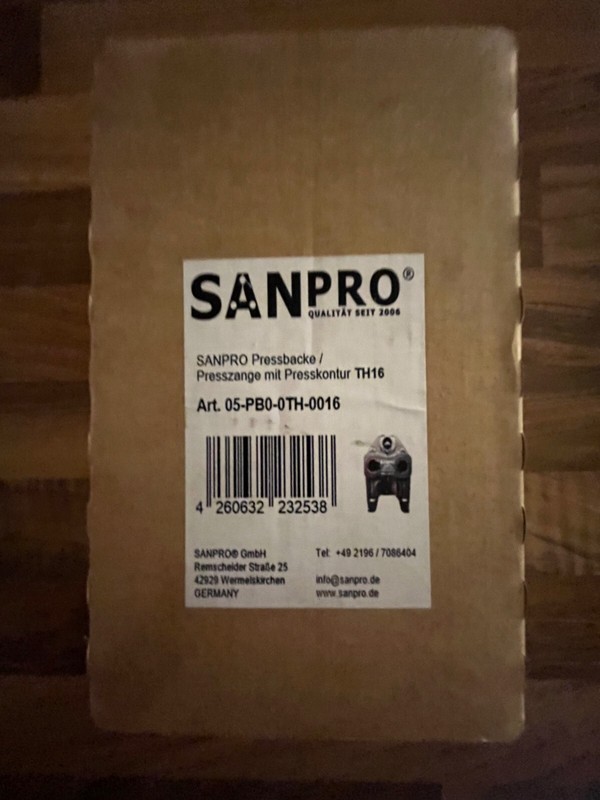 SANPRO®
QUALITÄT SEIT 2006
SANPRO Pressbacke /
Presszange mit Presskontur TH16
Art. 05-PB0-0TH-0016
4 260632 232538
SANPRO® GmbH
Remscheider Straße 25
42929 Wermelskirchen
GERMANY
Tel: +49 2196 / 7086404
info@sanpro.de
www.sanpro.de